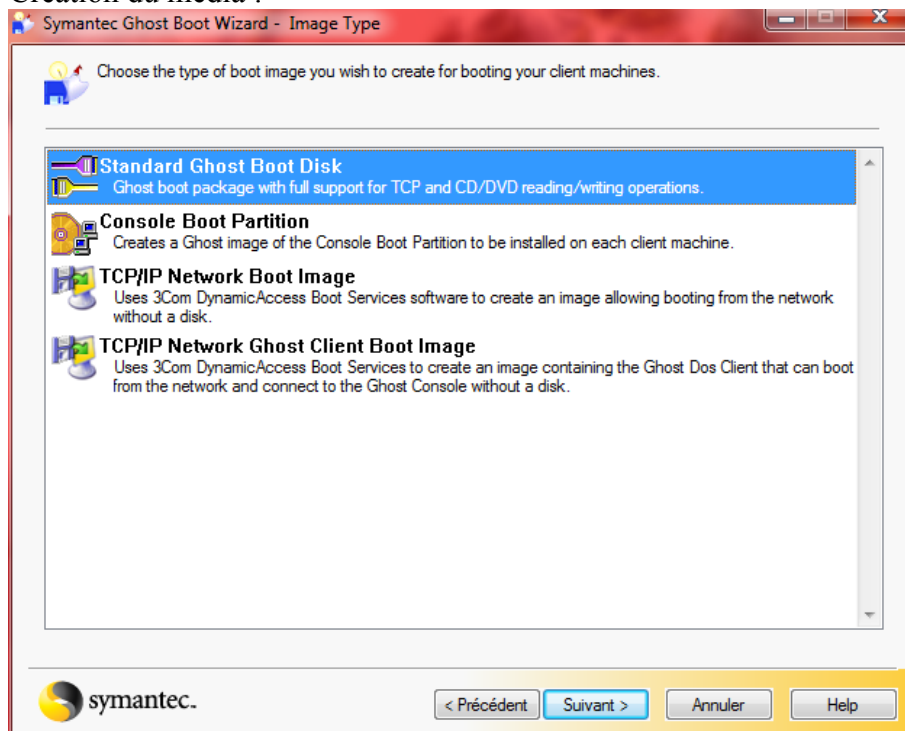 Création du média :
Symantec Ghost Boot Wizard - Image Type
X
Choose the type of boot image you wish to create for booting your client machines.
Standard Ghost Boot Disk
Ghost boot package with full support for TCP and CD/DVD reading/writing operations.
Console Boot Partition
Creates a Ghost image of the Console Boot Partition to be installed on each client machine.
TCP/IP Network Boot Image
Uses 3Com DynamicAccess Boot Services software to create an image allowing booting from the network
without a disk.
TCP/IP Network Ghost Client Boot Image
Uses 3Com DynamicAccess Boot Services to create an image containing the Ghost Dos Client that can boot
from the network and connect to the Ghost Console without a disk.
symantec.
< Précédent Suivant > Annuler Help